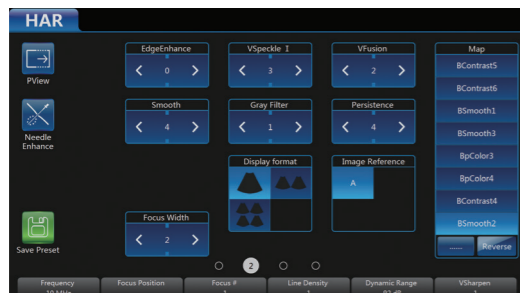 HAR
EdgeEnhance
0
VSpeckle I
3
VFusion
2
Map
BContrast5
BContrast6
BSmooth1
BSmooth3
BpColor3
BpColor4
BContrast4
BSmooth2
......
Reverse
PView
Needle
Enhance
Smooth
4
Gray Filter
1
Persistence
4
Display format
Image Reference
A
Focus Width
2
Save Preset
2
Frequency
Focus Position
Focus #
Line Density
Dynamic Range
VSharpen